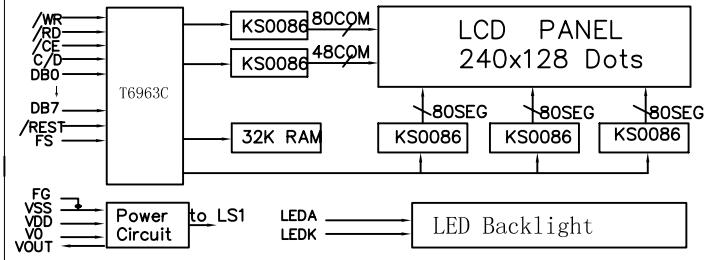 /WR
/RD
/CE
C/D
DB0
↓
DB7
/REST
FS
T6963C
KS0086
80COM
KS0086
48COM
LCD PANEL
240x128 Dots
32K RAM
80SEG
80SEG
80SEG
KS0086
KS0086
KS0086
FG
VSS
VDD
V0
VOUT
Power
Circuit
to LS1
LEDA
LEDK
LED Backlight